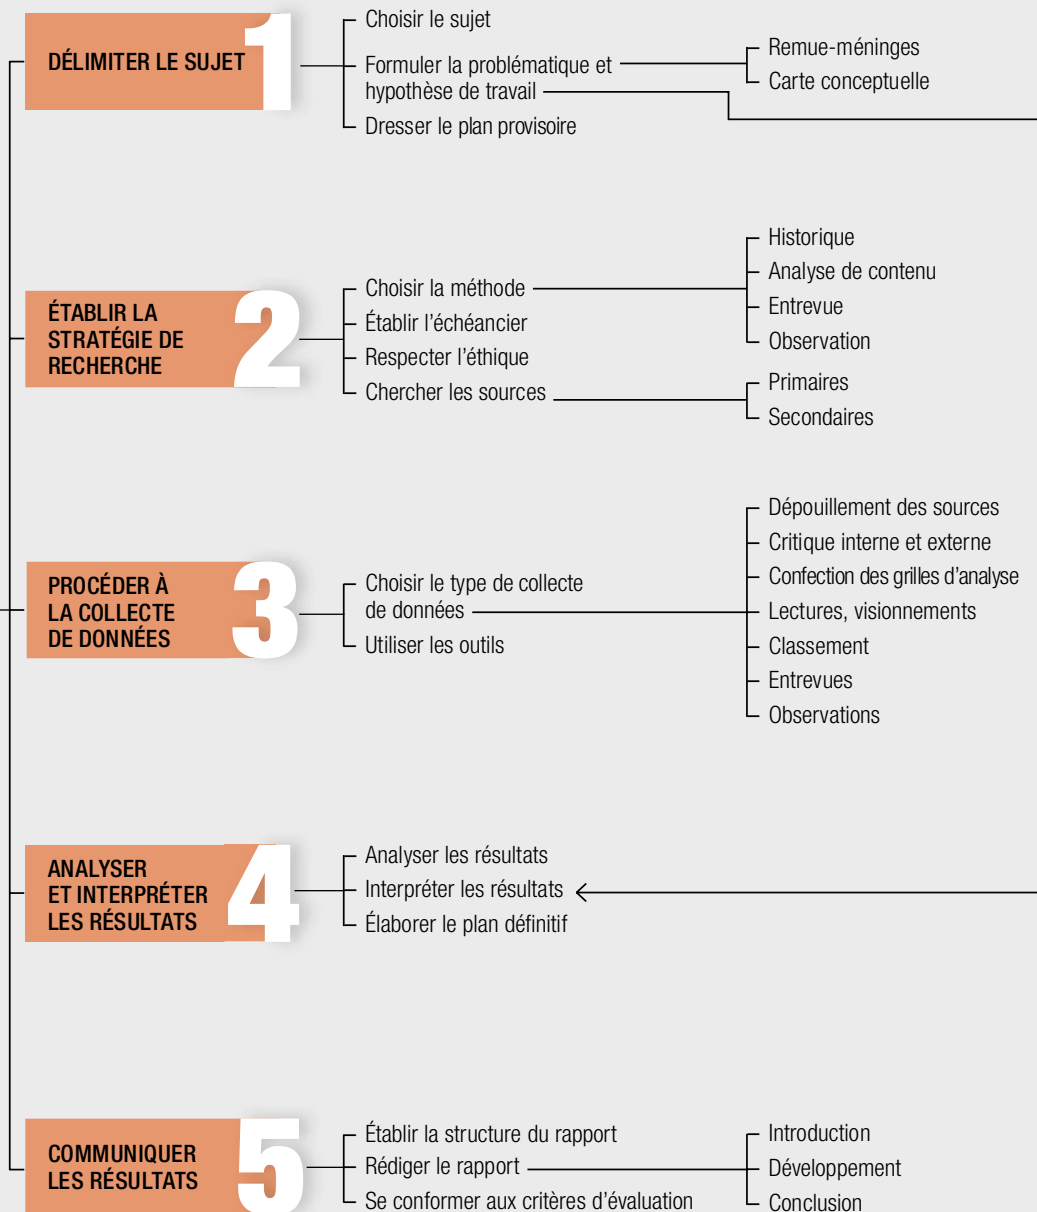 DÉLIMITER LE SUJET
1
Choisir le sujet
Formuler la problématique et
hypothèse de travail
Dresser le plan provisoire
Remue-méninges
Carte conceptuelle
ÉTABLIR LA
STRATÉGIE DE
RECHERCHE
2
Choisir la méthode
Établir l'échéancier
Respecter l'éthique
Chercher les sources
Historique
Analyse de contenu
Entrevue
Observation
Primaires
Secondaires
PROCÉDER À
LA COLLECTE
DE DONNÉES
3
Choisir le type de collecte
de données
Utiliser les outils
Dépouillement des sources
Critique interne et externe
Confection des grilles d'analyse
Lectures, visionnements
Classement
Entrevues
Observations
ANALYSER
ET INTERPRÉTER
LES RÉSULTATS
4
Analyser les résultats
Interpréter les résultats
Élaborer le plan définitif
COMMUNIQUER
LES RÉSULTATS
5
Établir la structure du rapport
Rédiger le rapport
Se conformer aux critères d'évaluation
Introduction
Développement
Conclusion